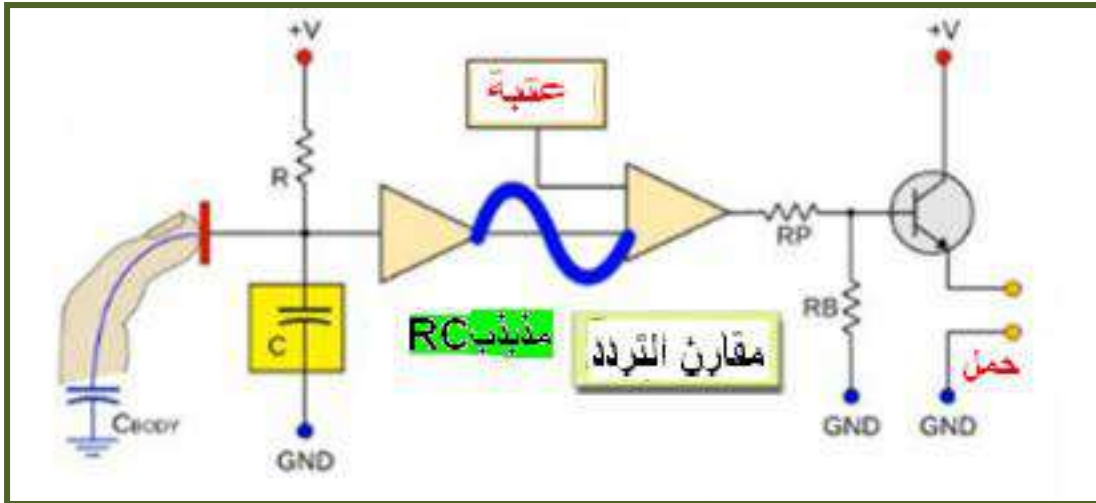 +V
+V
عتبة
R
RP
RB
C
مذبذب RC
مقارن التردد
حمل
CBODY
GND
GND
GND